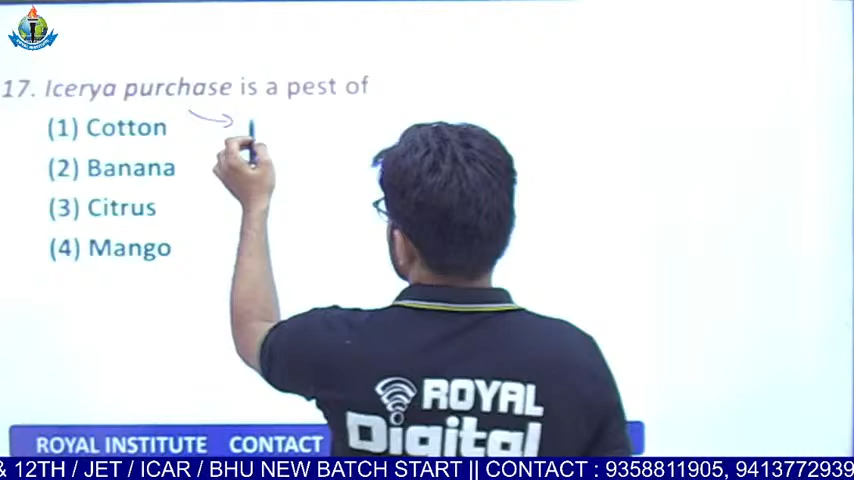 17. Icerya purchase is a pest of
(1) Cotton
(2) Banana
(3) Citrus
(4) Mango
ROYAL
Digital
ROYAL INSTITUTE CONTACT
& 12TH / JET / ICAR / BHU NEW BATCH START || CONTACT : 9358811905, 941377293